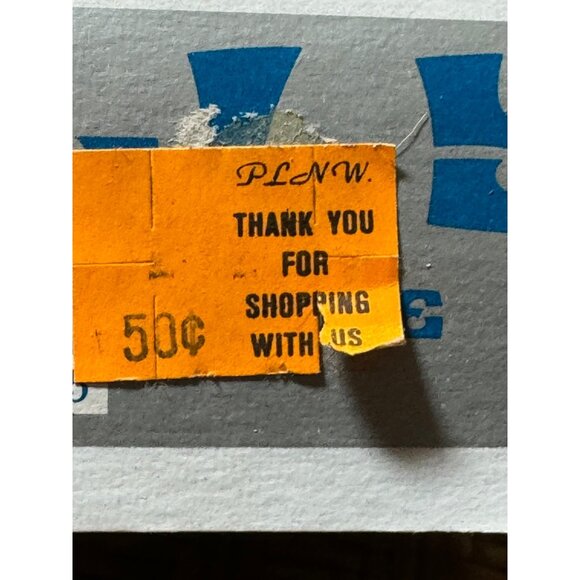 PLNW.
THANK YOU
FOR
SHOPPING
WITH US
50¢
E